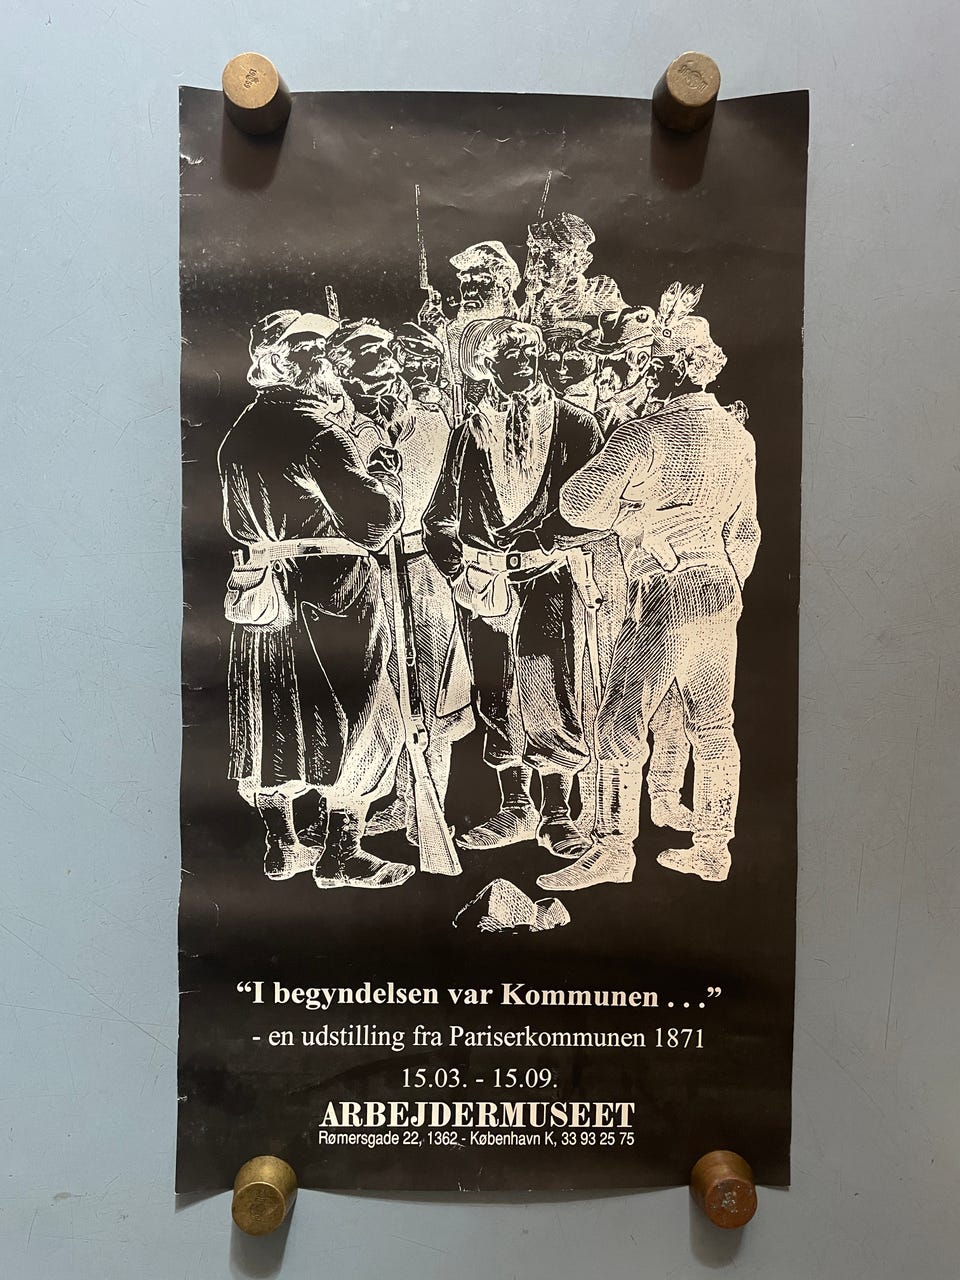 “I begyndelsen var Kommunen . . .”
- en udstilling fra Pariserkommunen 1871
15.03. - 15.09.
ARBEJDERMUSEET
Rømersgade 22, 1362 - København K, 33 93 25 75